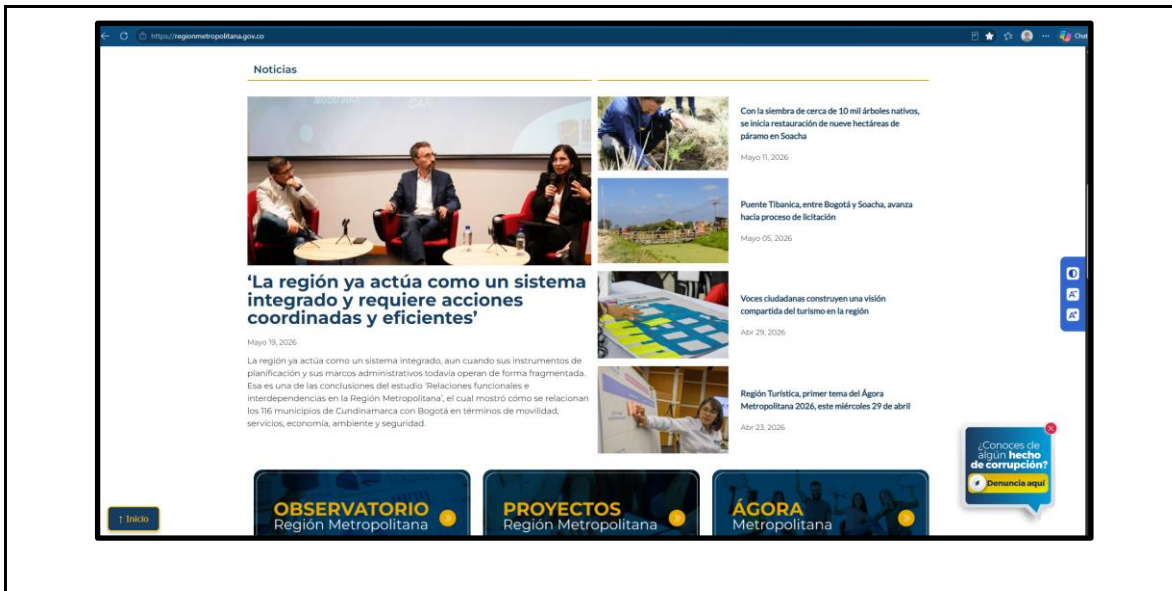 https://regionmetropolitana.gov.co
Chat
Noticias
CAR
‘La región ya actúa como un sistema
integrado y requiere acciones
coordinadas y eficientes’
Mayo 19, 2026
La región ya actúa como un sistema integrado, aun cuando sus instrumentos de
planificación y sus marcos administrativos todavía operan de forma fragmentada.
Esa es una de las conclusiones del estudio ‘Relaciones funcionales e
interdependencias en la Región Metropolitana’, el cual mostró cómo se relacionan
los 116 municipios de Cundinamarca con Bogotá en términos de movilidad,
servicios, economía, ambiente y seguridad.
Con la siembra de cerca de 10 mil árboles nativos,
se inicia restauración de nueve hectáreas de
páramo en Soacha
Mayo 11, 2026
Puente Tibanica, entre Bogotá y Soacha, avanza
hacia proceso de licitación
Mayo 05, 2026
Voces ciudadanas construyen una visión
compartida del turismo en la región
Abr 29, 2026
Región Turística, primer tema del Ágora
Metropolitana 2026, este miércoles 29 de abril
Abr 23, 2026
¿Conoces de
algún hecho
de corrupción?
Denuncia aquí
↑ Inicio
OBSERVATORIO
Región Metropolitana
PROYECTOS
Región Metropolitana
ÁGORA
Metropolitana